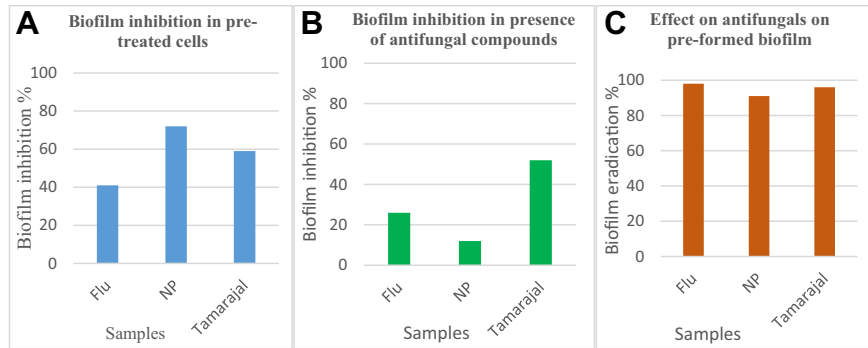 A
Biofilm inhibition in pre-
treated cells
Biofilm inhibition %
100
80
60
40
20
0
Flu
NP
Tamarajal
Samples
B
Biofilm inhibition in presence
of antifungal compounds
Biofilm inhibition %
100
80
60
40
20
0
Flu
NP
Tamarajal
Samples
C
Effect on antifungals on
pre-formed biofilm
Biofilm eradication %
100
80
60
40
20
0
Flu
NP
Tamarajal
Samples